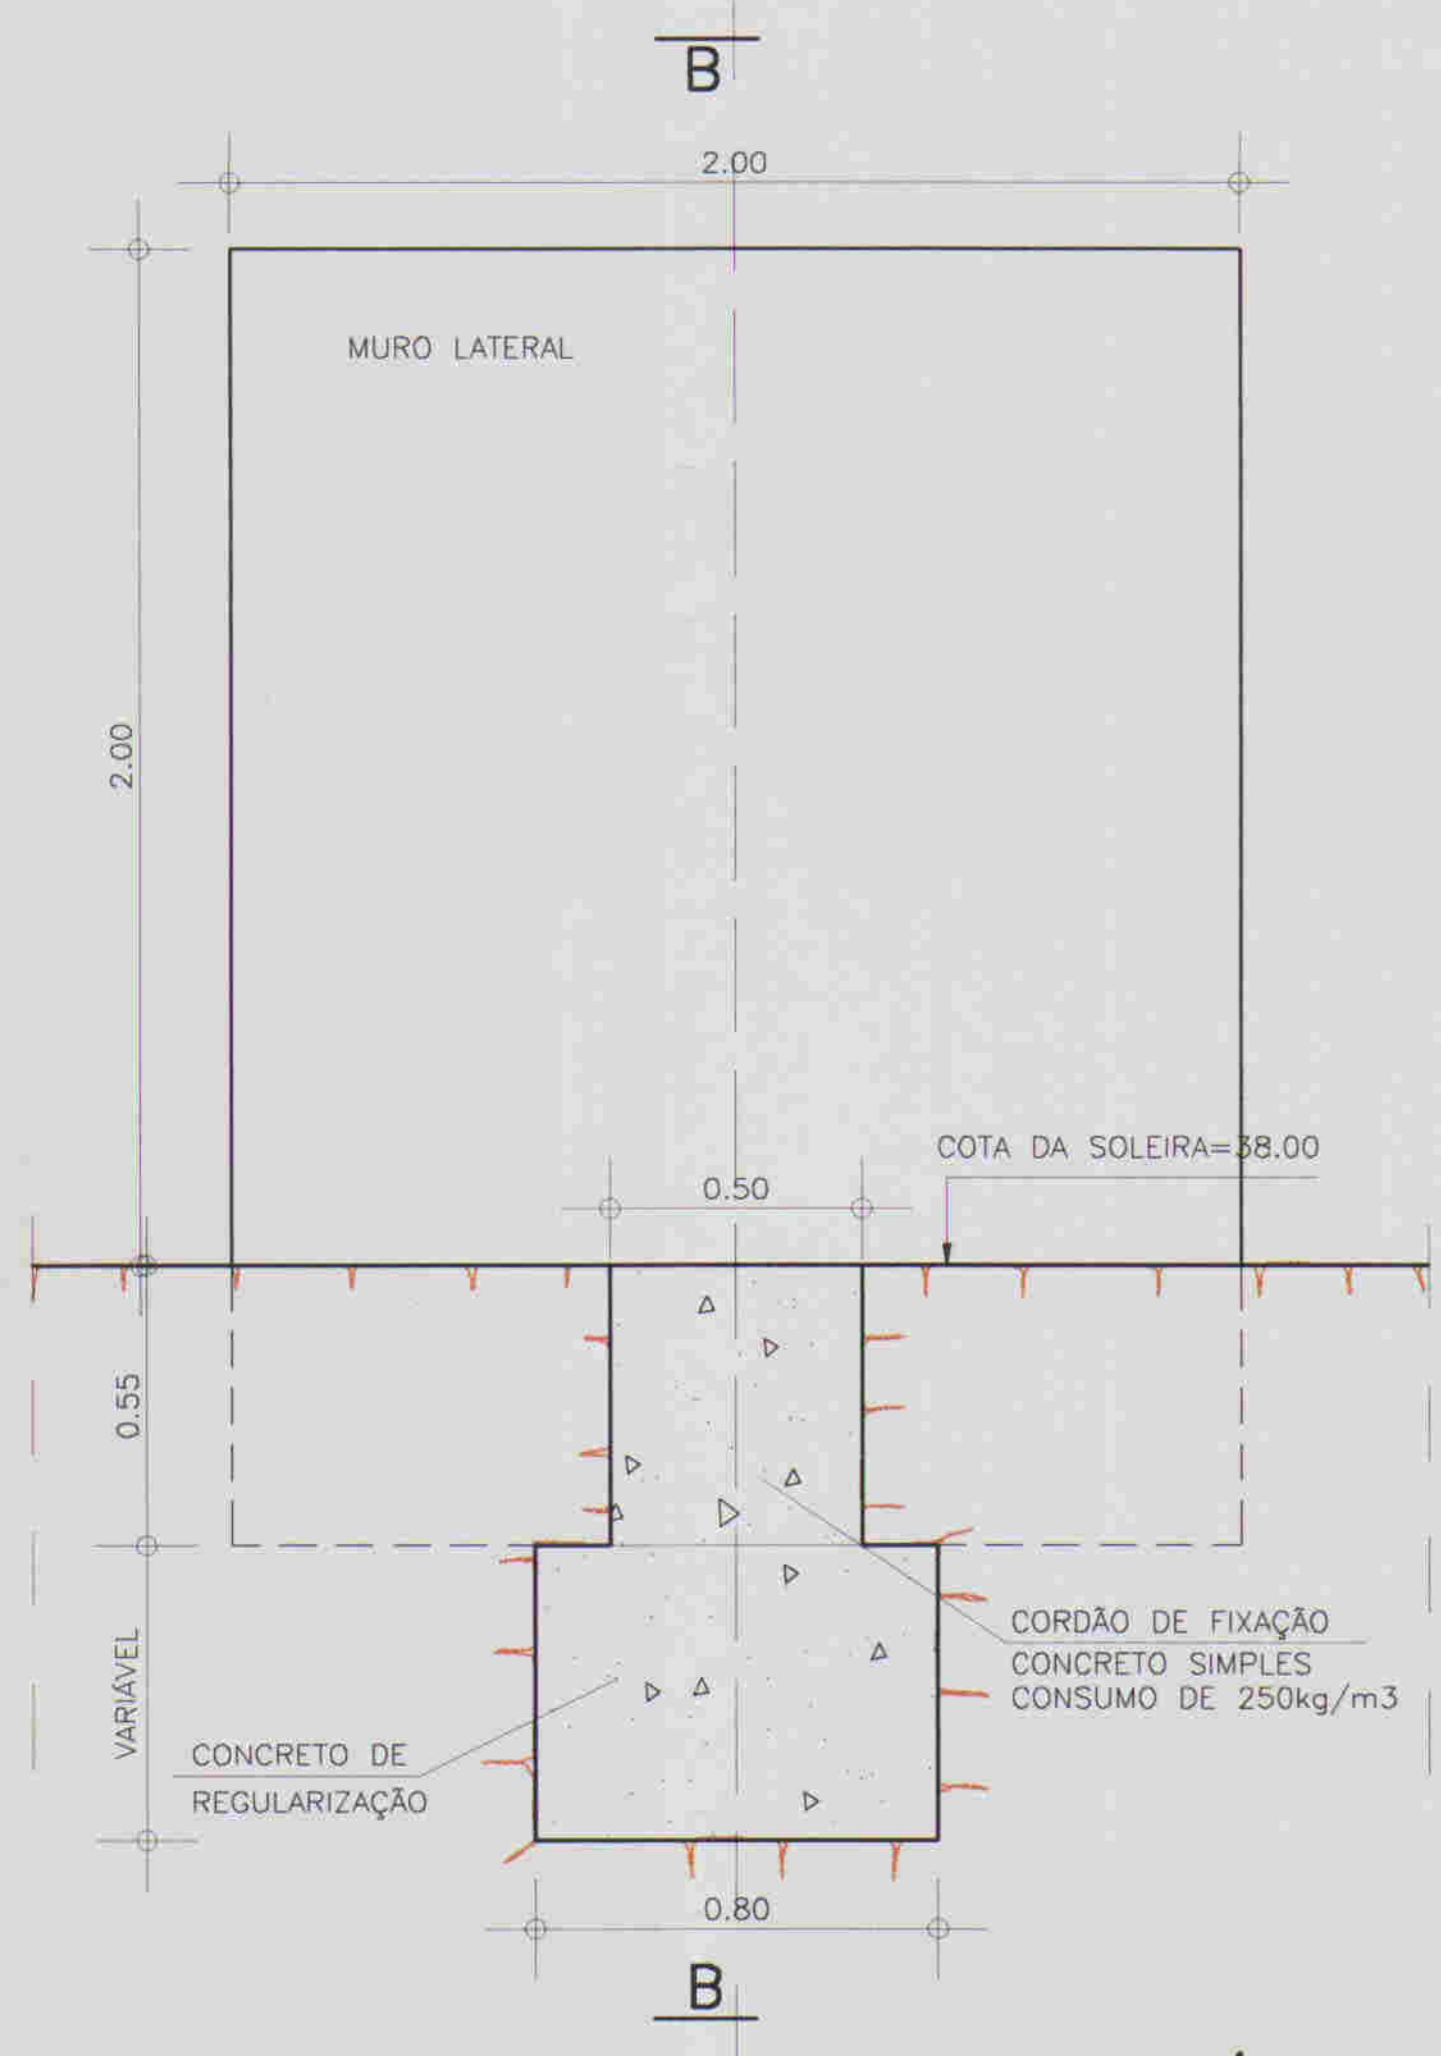 B
2.00
MURO LATERAL
2.00
COTA DA SOLEIRA=38.00
0.50
0.55
CORDÃO DE FIXAÇÃO
CONCRETO SIMPLES
CONSUMO DE 250kg/m3
VARIÁVEL
CONCRETO DE
REGULARIZAÇÃO
0.80
B